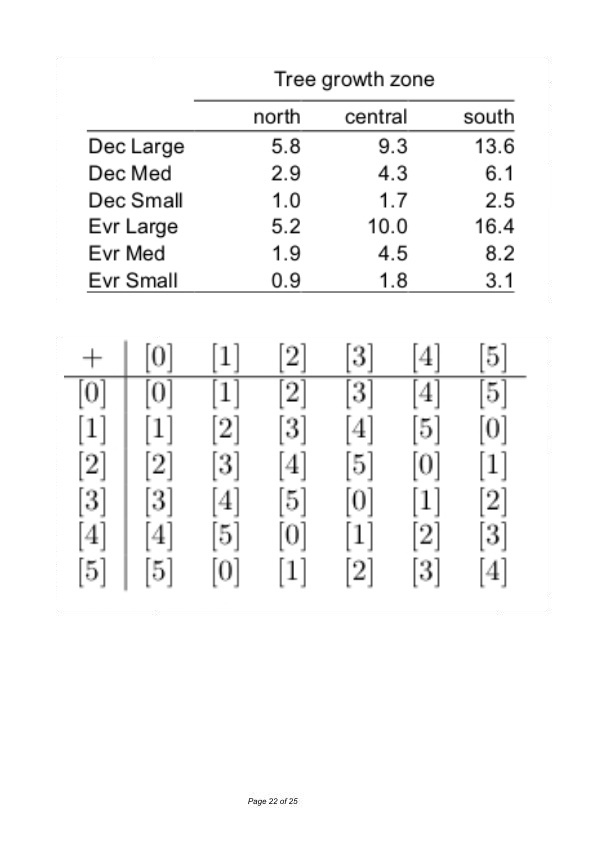 Tree growth zone
north central south
Dec Large 5.8 9.3 13.6
Dec Med 2.9 4.3 6.1
Dec Small 1.0 1.7 2.5
Evr Large 5.2 10.0 16.4
Evr Med 1.9 4.5 8.2
Evr Small 0.9 1.8 3.1
+ [0] [1] [2] [3] [4] [5]
[0] [0] [1] [2] [3] [4] [5]
[1] [1] [2] [3] [4] [5] [0]
[2] [2] [3] [4] [5] [0] [1]
[3] [3] [4] [5] [0] [1] [2]
[4] [4] [5] [0] [1] [2] [3]
[5] [5] [0] [1] [2] [3] [4]
Page 22 of 25